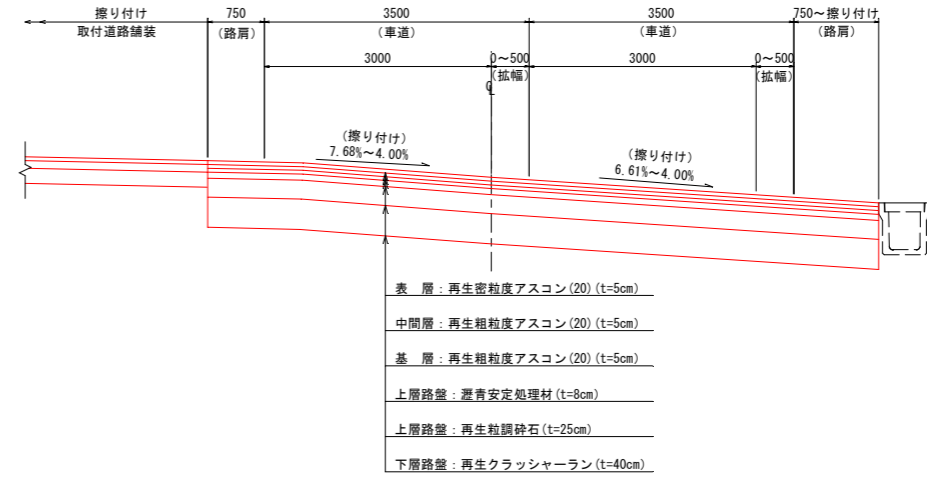 擦り付け 750 3500 3500 750~擦り付け
取付道路舗装 (路肩) (車道) (車道) (路肩)
3000 0~500 3000 0~500
(拡幅) (拡幅)
℄
(擦り付け)
7.68%~4.00%
(擦り付け)
6.61%~4.00%
表 層:再生密粒度アスコン(20)(t=5cm)
中間層:再生粗粒度アスコン(20)(t=5cm)
基 層:再生粗粒度アスコン(20)(t=5cm)
上層路盤:瀝青安定処理材(t=8cm)
上層路盤:再生粒調砕石(t=25cm)
下層路盤:再生クラッシャーラン(t=40cm)